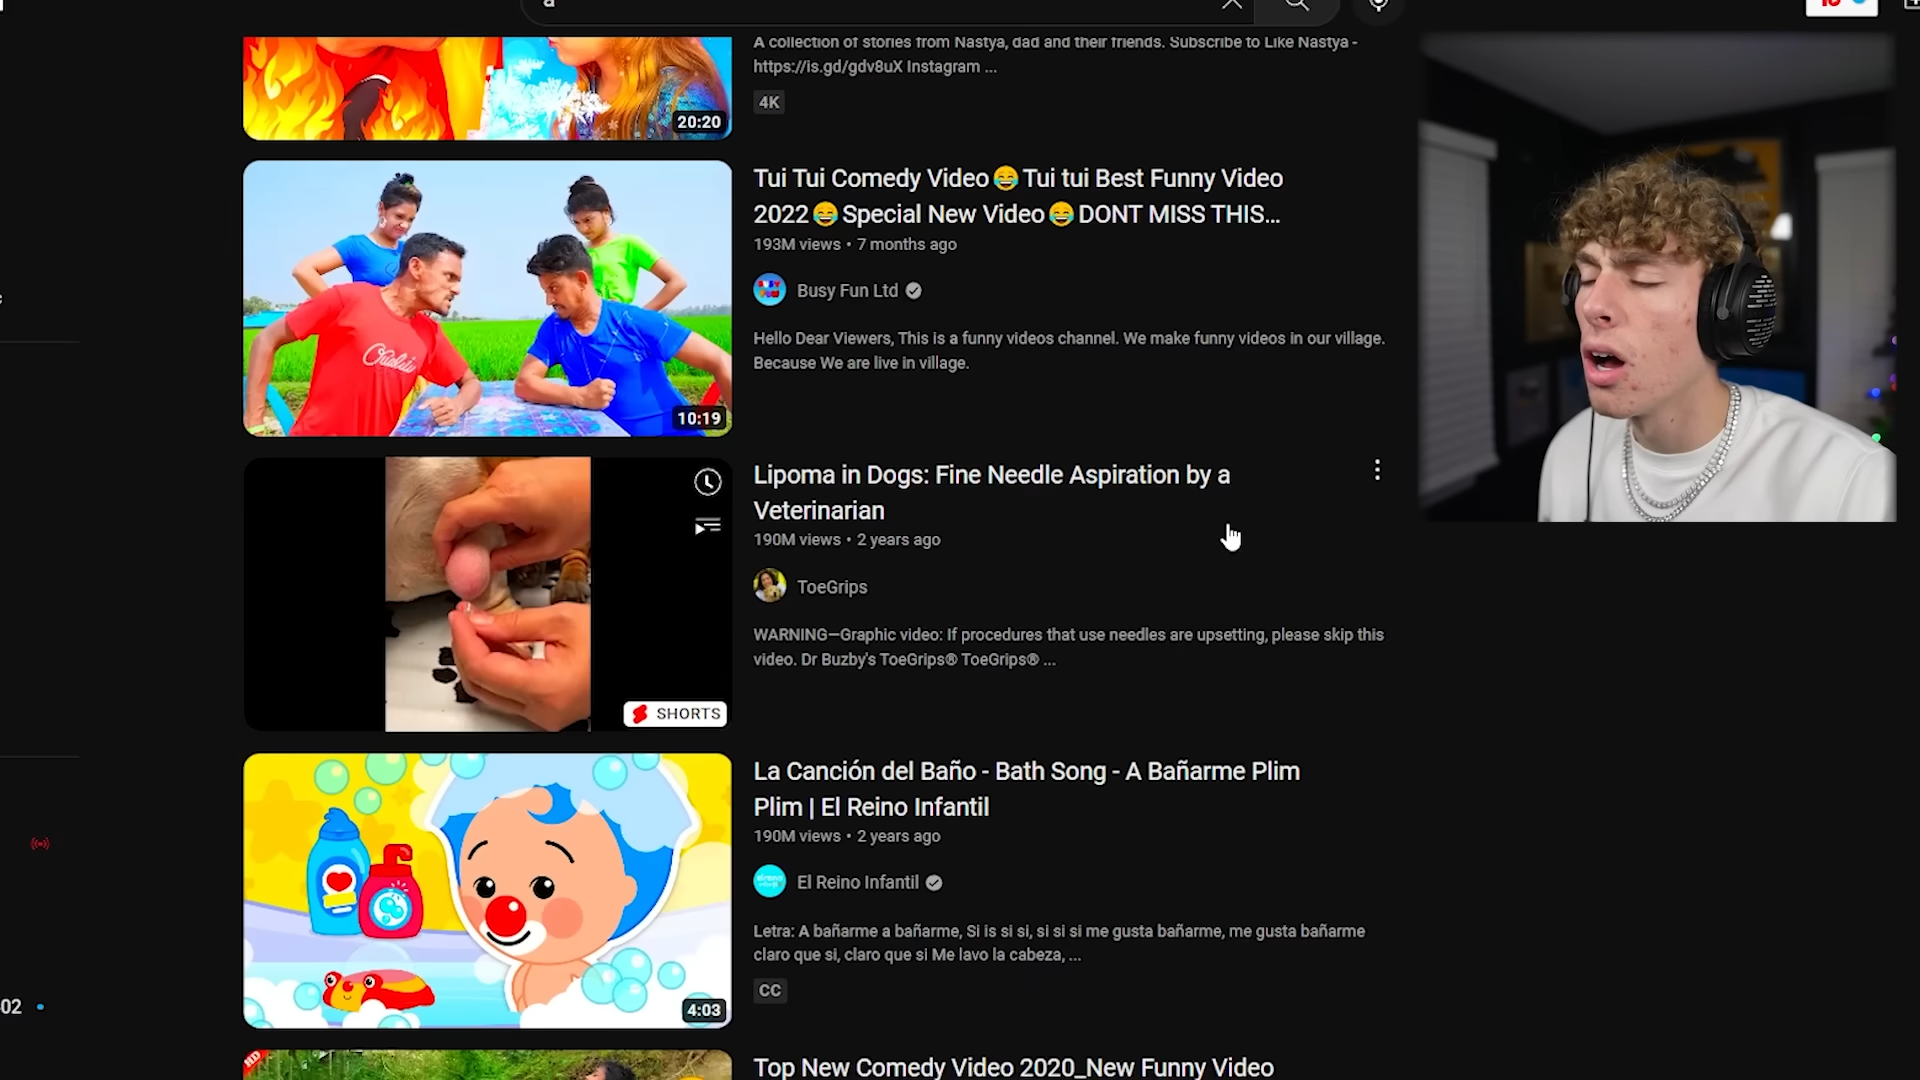 a
A collection of stories from Nastya, dad and their friends. Subscribe to Like Nastya -
https://is.gd/gdv8uX Instagram ...
4K
20:20
Tui Tui Comedy Video😂Tui tui Best Funny Video
2022😂Special New Video😂DONT MISS THIS...
193M views • 7 months ago
Busy Fun Ltd
Hello Dear Viewers, This is a funny videos channel. We make funny videos in our village.
Because We are live in village.
10:19
Lipoma in Dogs: Fine Needle Aspiration by a
Veterinarian
190M views • 2 years ago
ToeGrips
WARNING—Graphic video: If procedures that use needles are upsetting, please skip this
video. Dr Buzby's ToeGrips® ToeGrips® ...
SHORTS
La Canción del Baño - Bath Song - A Bañarme Plim
Plim | El Reino Infantil
190M views • 2 years ago
El Reino Infantil
Letra: A bañarme a bañarme, Si is si si, si si si me gusta bañarme, me gusta bañarme
claro que si, claro que si Me lavo la cabeza, ...
CC
4:03
02
HD
Top New Comedy Video 2020_New Funny Video